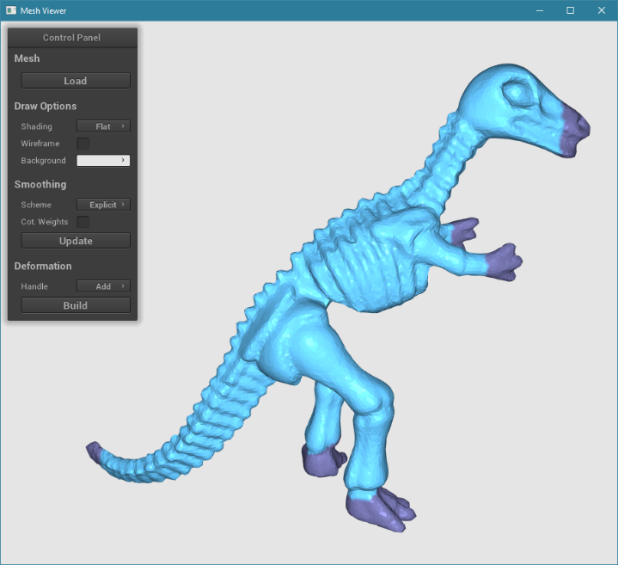 Mesh Viewer
Control Panel
Mesh
Load
Draw Options
Shading Flat
Wireframe
Background
Smoothing
Scheme Explicit
Cot. Weights
Update
Deformation
Handle Add
Build